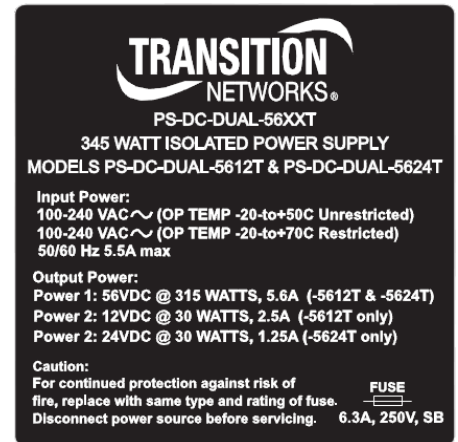 TRANSITION
NETWORKS®
PS-DC-DUAL-56XXT
345 WATT ISOLATED POWER SUPPLY
MODELS PS-DC-DUAL-5612T & PS-DC-DUAL-5624T
Input Power:
100-240 VAC～ (OP TEMP -20-to+50C Unrestricted)
100-240 VAC～ (OP TEMP -20-to+70C Restricted)
50/60 Hz 5.5A max
Output Power:
Power 1: 56VDC @ 315 WATTS, 5.6A (-5612T & -5624T)
Power 2: 12VDC @ 30 WATTS, 2.5A (-5612T only)
Power 2: 24VDC @ 30 WATTS, 1.25A (-5624T only)
Caution:
For continued protection against risk of
fire, replace with same type and rating of fuse.
Disconnect power source before servicing.
FUSE
6.3A, 250V, SB